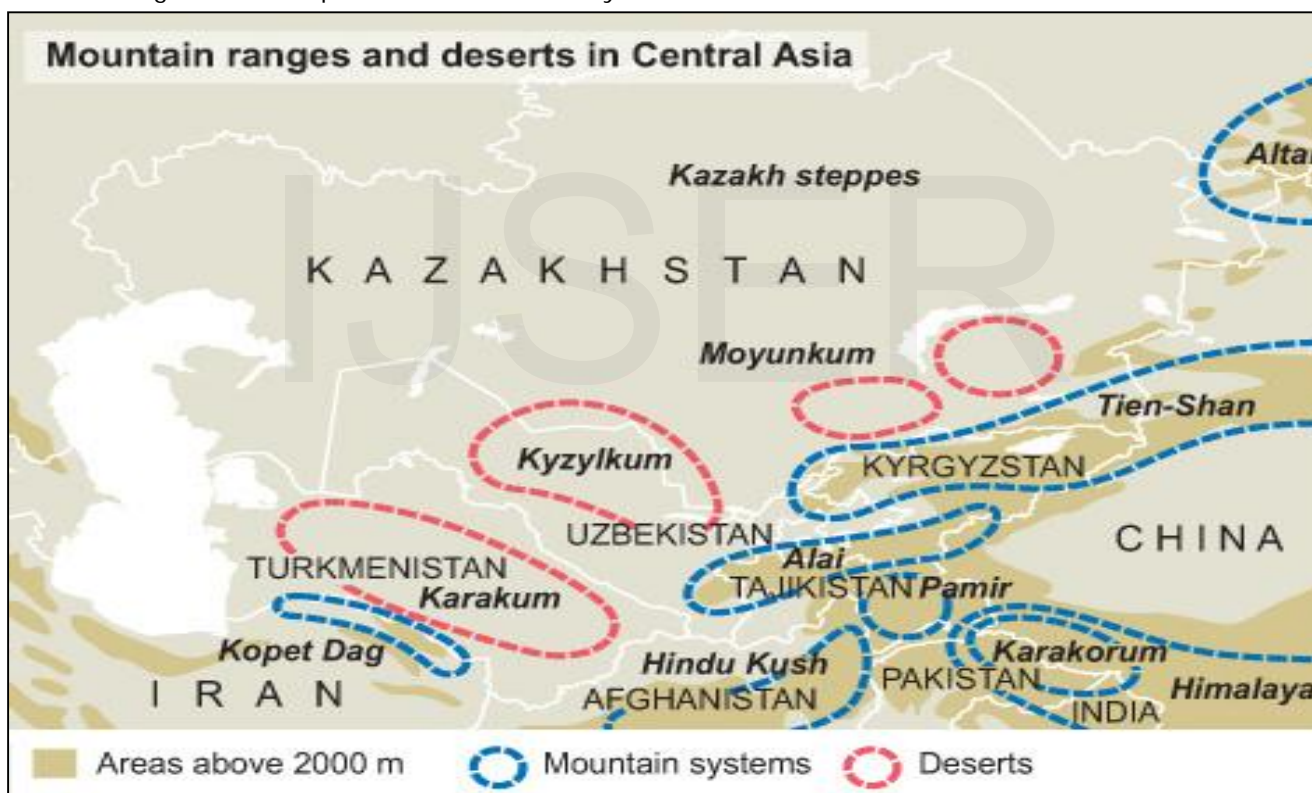 Mountain ranges and deserts in Central Asia
Altai
Kazakh steppes
KAZAKHSTAN
IJSER
Moyunkum
Tien-Shan
Kyzylkum
KYRGYZSTAN
UZBEKISTAN
CHINA
Alai
TURKMENISTAN
TAJIKISTAN Pamir
Karakum
Kopet Dag
Hindu Kush
Karakorum
IRAN
AFGHANISTAN
PAKISTAN
Himalaya
INDIA
Areas above 2000 m
Mountain systems
Deserts